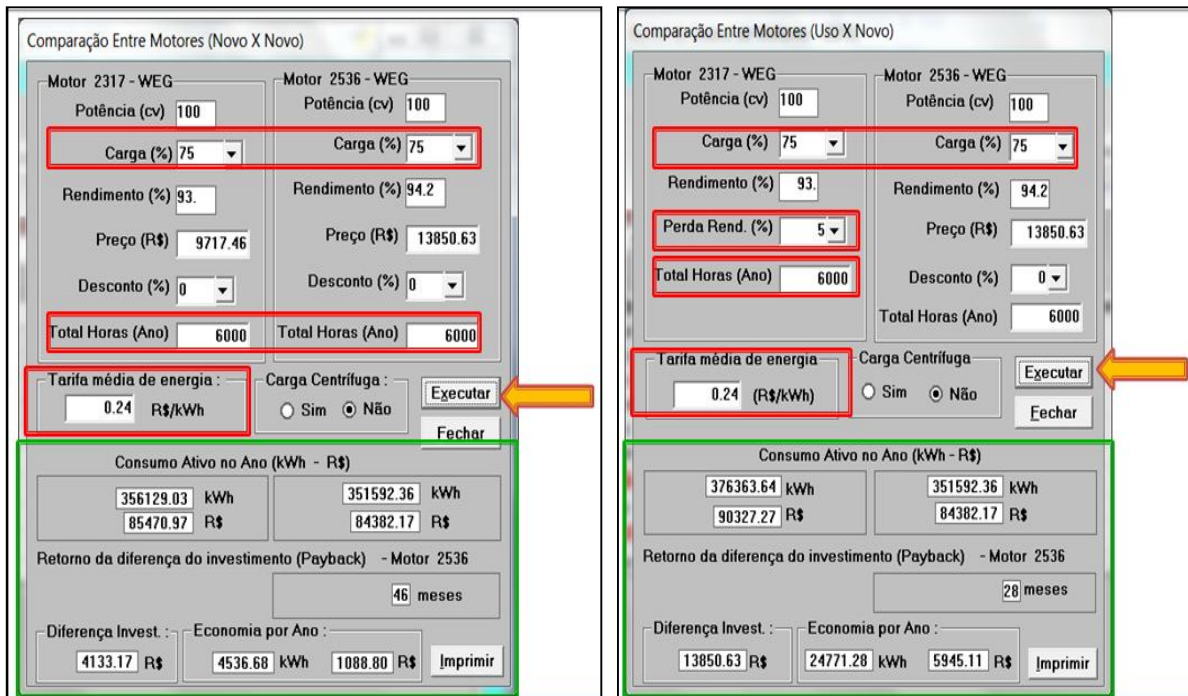 Comparação Entre Motores (Novo X Novo)
Motor 2317 - WEG
Potência (cv) 100
Carga (%) 75
Rendimento (%) 93.
Preço (R$) 9717.46
Desconto (%) 0
Total Horas (Ano) 6000
Motor 2536 - WEG
Potência (cv) 100
Carga (%) 75
Rendimento (%) 94.2
Preço (R$) 13850.63
Desconto (%) 0
Total Horas (Ano) 6000
Tarifa média de energia :
0.24 R$/kWh
Carga Centrífuga :
Sim Não
Executar
Fechar
Consumo Ativo no Ano (kWh - R$)
356129.03 kWh
85470.97 R$
351592.36 kWh
84382.17 R$
Retorno da diferença do investimento (Payback) - Motor 2536
46 meses
Diferença Invest. :
4133.17 R$
Economia por Ano :
4536.68 kWh 1088.80 R$
Imprimir
Comparação Entre Motores (Uso X Novo)
Motor 2317 - WEG
Potência (cv) 100
Carga (%) 75
Rendimento (%) 93.
Perda Rend. (%) 5
Total Horas (Ano) 6000
Motor 2536 - WEG
Potência (cv) 100
Carga (%) 75
Rendimento (%) 94.2
Preço (R$) 13850.63
Desconto (%) 0
Total Horas (Ano) 6000
Tarifa média de energia
0.24 (R$/kWh)
Carga Centrífuga
Sim Não
Executar
Fechar
Consumo Ativo no Ano (kWh - R$)
376363.64 kWh
90327.27 R$
351592.36 kWh
84382.17 R$
Retorno da diferença do investimento (Payback) - Motor 2536
28 meses
Diferença Invest. :
13850.63 R$
Economia por Ano :
24771.28 kWh 5945.11 R$
Imprimir